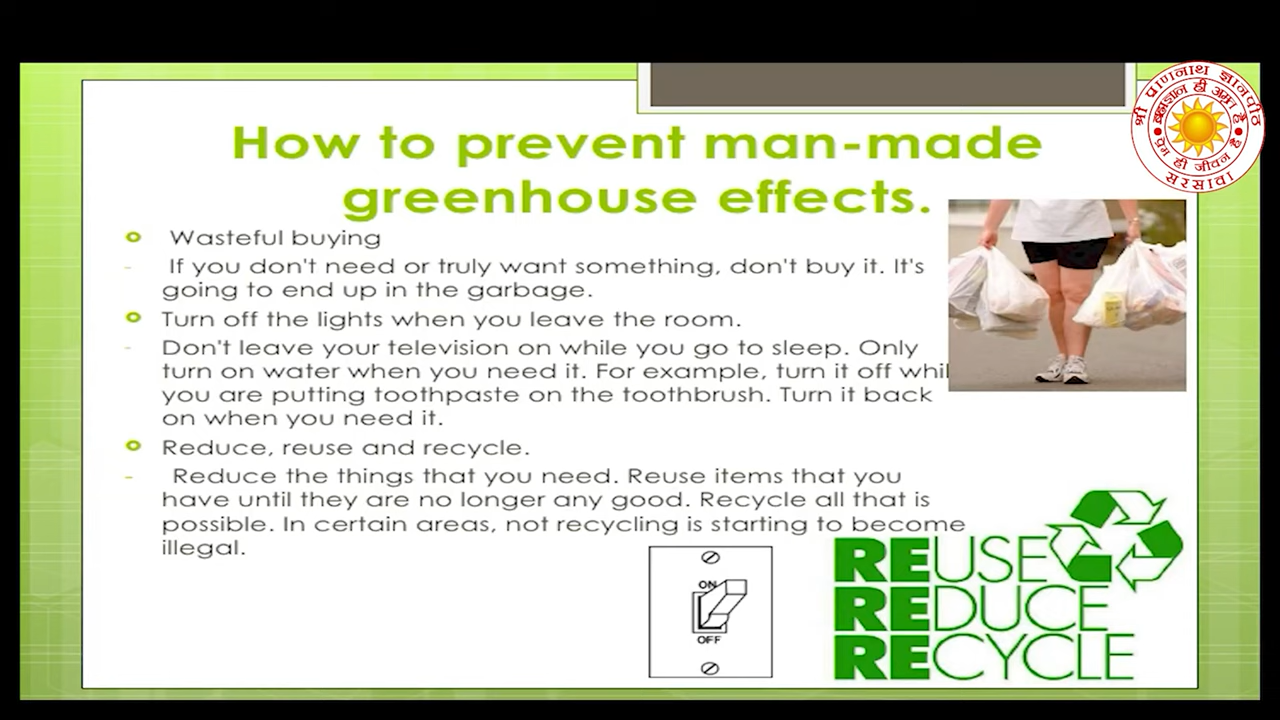 How to prevent man-made
greenhouse effects.
Wasteful buying
- If you don't need or truly want something, don't buy it. It's
going to end up in the garbage.
Turn off the lights when you leave the room.
- Don't leave your television on while you go to sleep. Only
turn on water when you need it. For example, turn it off whil
you are putting toothpaste on the toothbrush. Turn it back
on when you need it.
Reduce, reuse and recycle.
- Reduce the things that you need. Reuse items that you
have until they are no longer any good. Recycle all that is
possible. In certain areas, not recycling is starting to become
illegal.
ON
OFF
REUSE
REDUCE
RECYCLE
श्री प्राणनाथ ज्ञानपीठ
सरसावा
प्रेम ही जीवन है